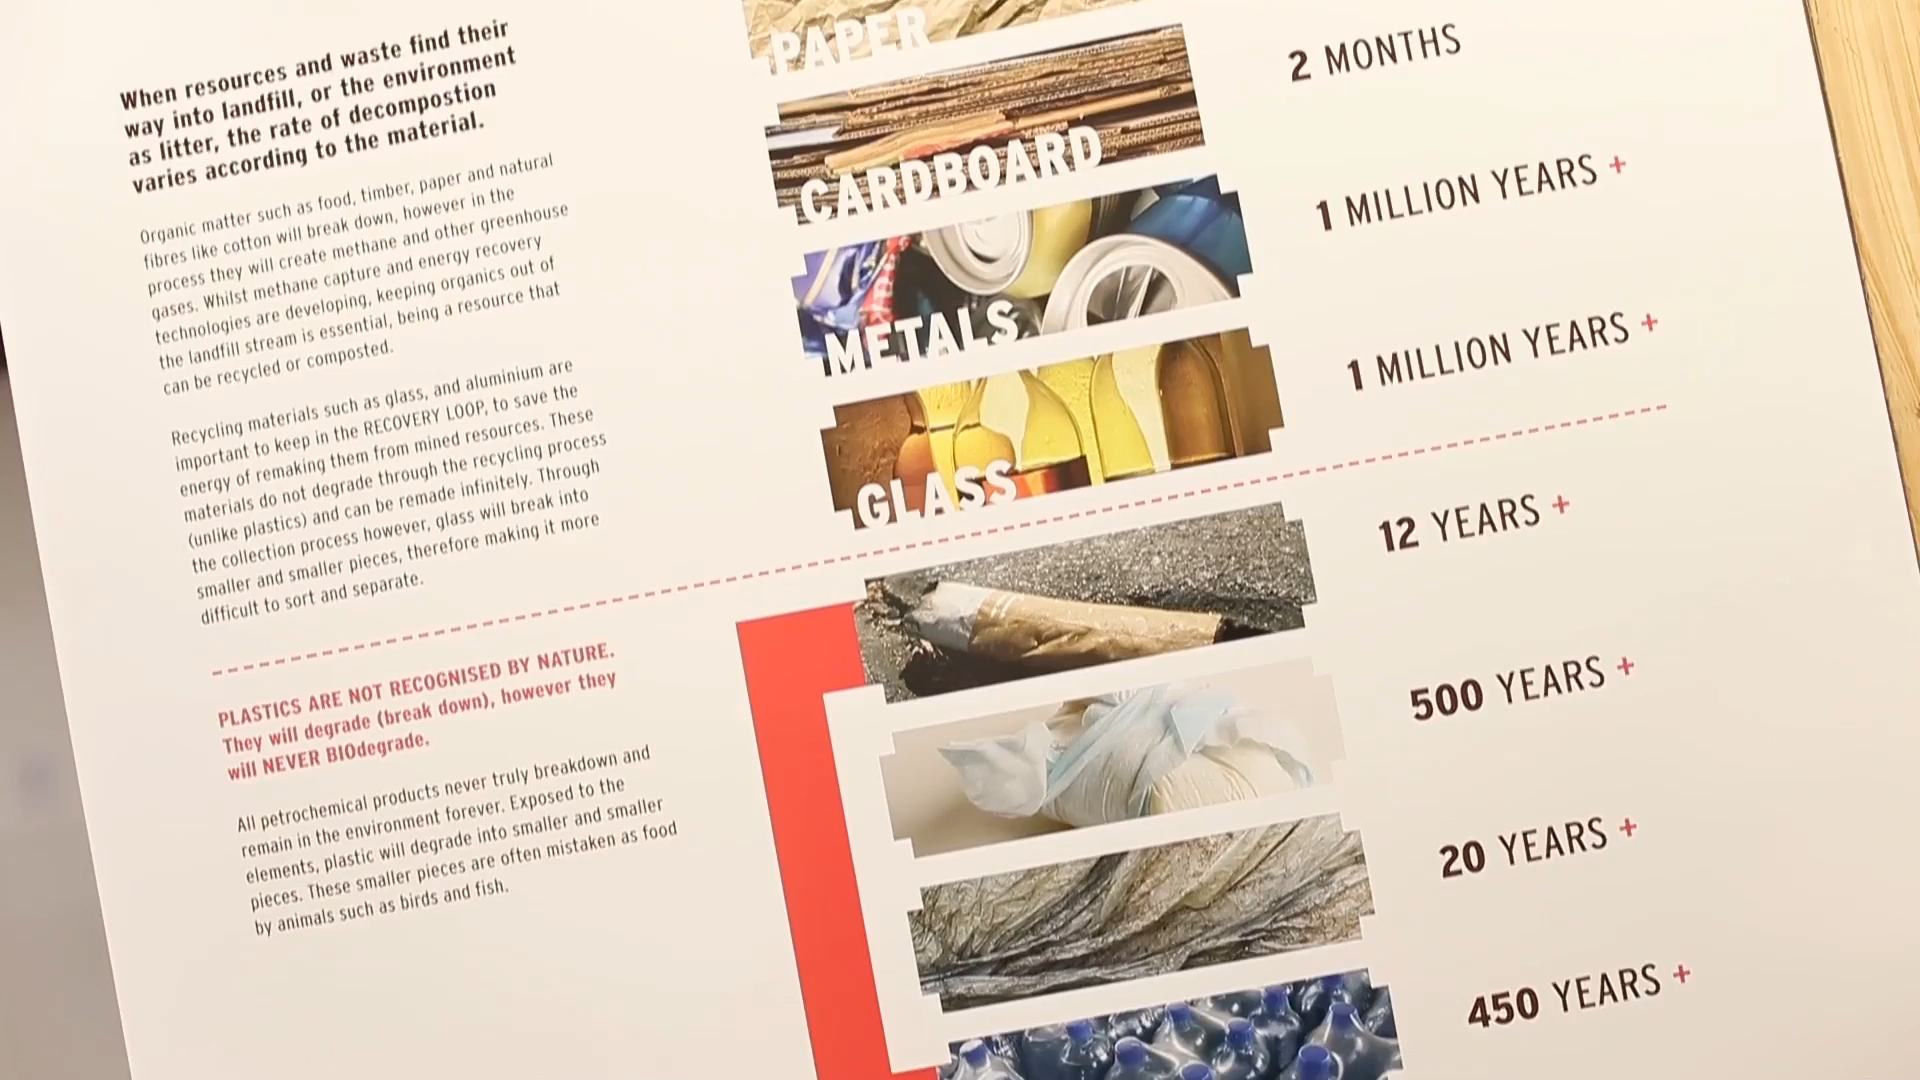 When resources and waste find their
way into landfill, or the environment
as litter, the rate of decompostion
varies according to the material.
Organic matter such as food, timber, paper and natural
fibres like cotton will break down, however in the
process they will create methane and other greenhouse
gases. Whilst methane capture and energy recovery
technologies are developing, keeping organics out of
the landfill stream is essential, being a resource that
can be recycled or composted.
Recycling materials such as glass, and aluminium are
important to keep in the RECOVERY LOOP, to save the
energy of remaking them from mined resources. These
materials do not degrade through the recycling process
(unlike plastics) and can be remade infinitely. Through
the collection process however, glass will break into
smaller and smaller pieces, therefore making it more
difficult to sort and separate.
PLASTICS ARE NOT RECOGNISED BY NATURE.
They will degrade (break down), however they
will NEVER BIOdegrade.
All petrochemical products never truly breakdown and
remain in the environment forever. Exposed to the
elements, plastic will degrade into smaller and smaller
pieces. These smaller pieces are often mistaken as food
by animals such as birds and fish.
PAPER
CARDBOARD
2 MONTHS
METALS
1 MILLION YEARS +
GLASS
1 MILLION YEARS +
12 YEARS +
500 YEARS +
20 YEARS +
450 YEARS +